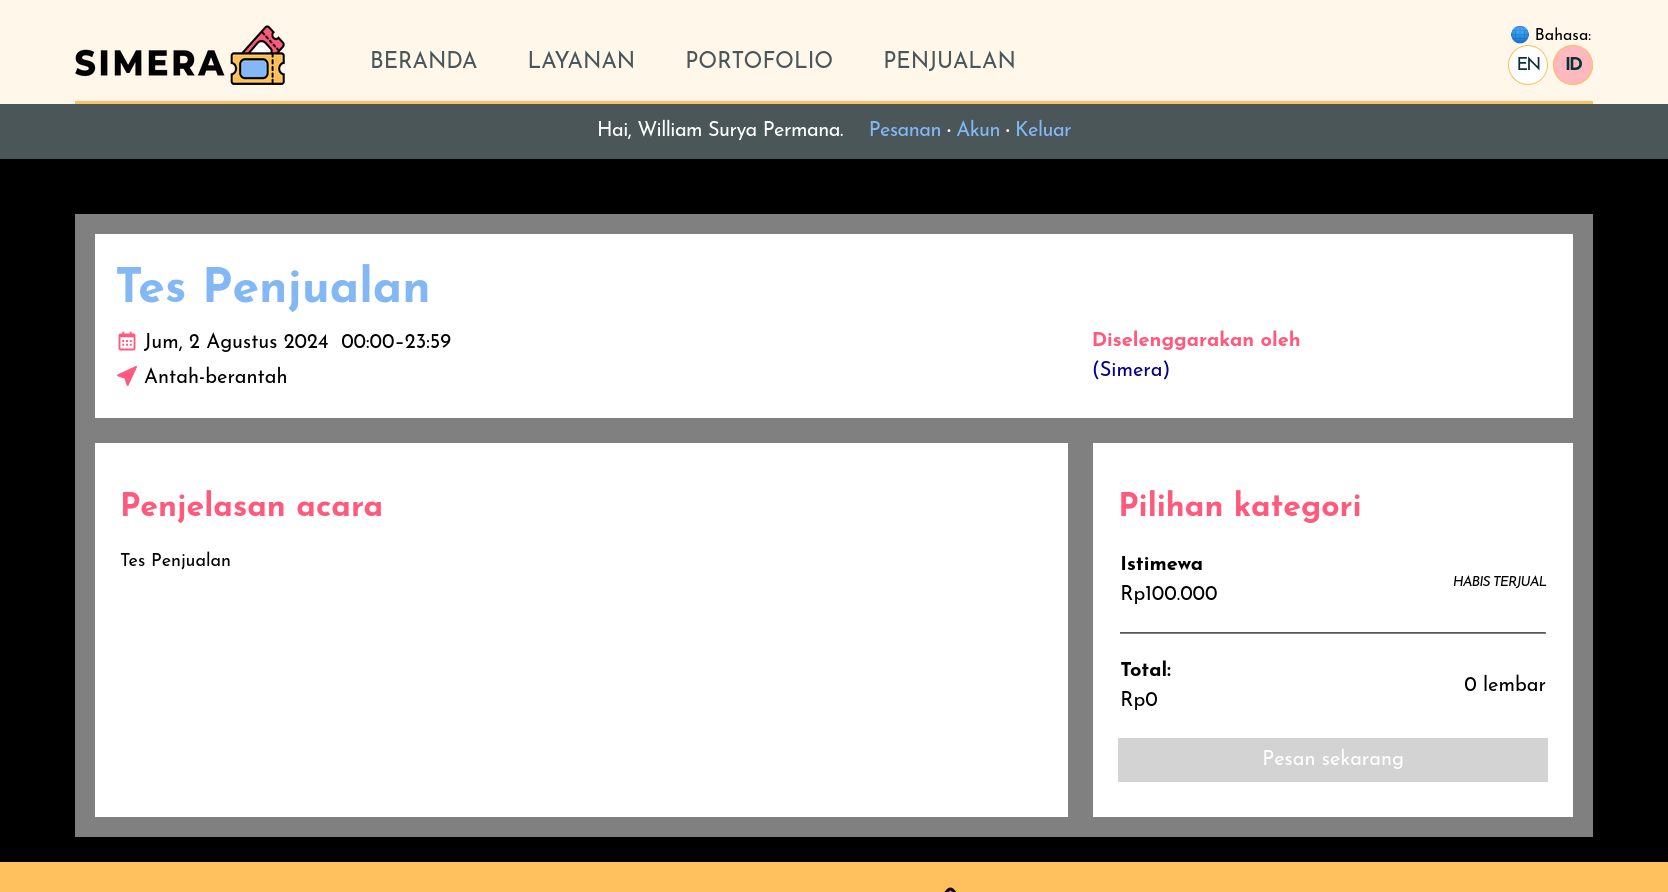 SIMERA
BERANDA LAYANAN PORTOFOLIO PENJUALAN
Bahasa:
EN ID
Hai, William Surya Permana. Pesanan · Akun · Keluar
Tes Penjualan
Jum, 2 Agustus 2024 00:00–23:59
Antah-berantah
Diselenggarakan oleh
(Simera)
Penjelasan acara
Tes Penjualan
Pilihan kategori
Istimewa
Rp100.000
HABIS TERJUAL
Total:
Rp0
0 lembar
Pesan sekarang